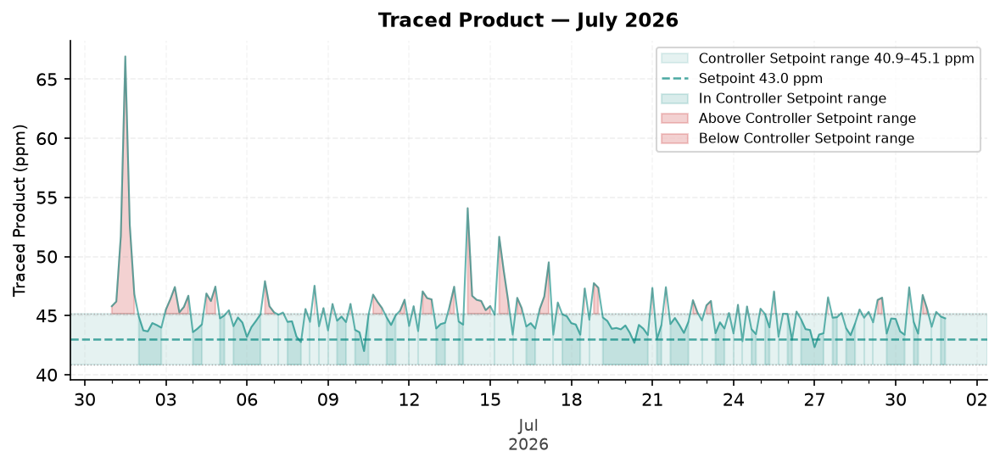 Traced Product — July 2026
Traced Product (ppm)
65
60
55
50
45
40
Controller Setpoint range 40.9–45.1 ppm
Setpoint 43.0 ppm
In Controller Setpoint range
Above Controller Setpoint range
Below Controller Setpoint range
30 03 06 09 12 15 18 21 24 27 30 02
Jul
2026